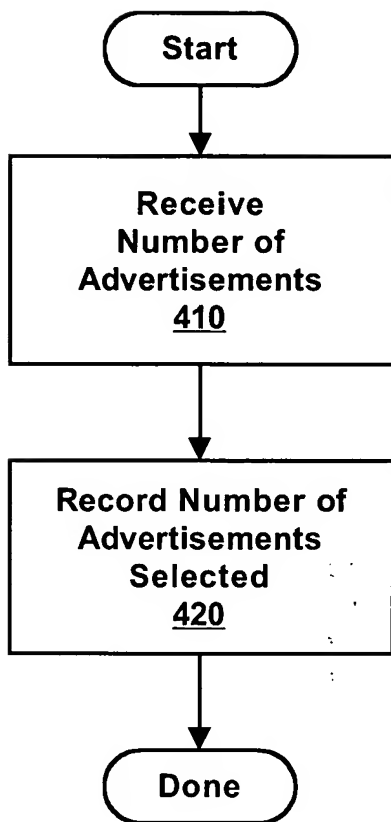 Start
Receive
Number of
Advertisements
410
Record Number of
Advertisements
Selected
420
Done